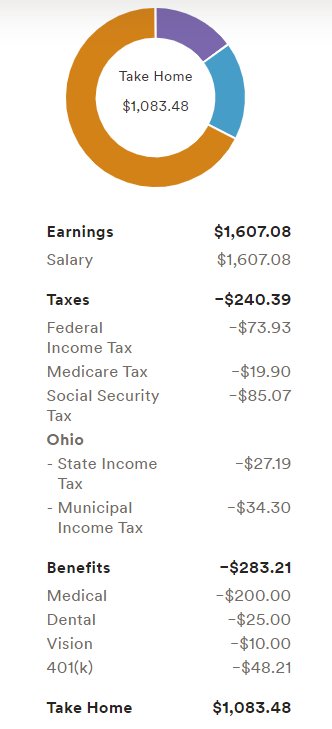 Take Home
$1,083.48
Earnings $1,607.08
Salary $1,607.08
Taxes −$240.39
Federal −$73.93
Income Tax
Medicare Tax −$19.90
Social Security −$85.07
Tax
Ohio
- State Income −$27.19
Tax
- Municipal −$34.30
Income Tax
Benefits −$283.21
Medical −$200.00
Dental −$25.00
Vision −$10.00
401(k) −$48.21
Take Home $1,083.48